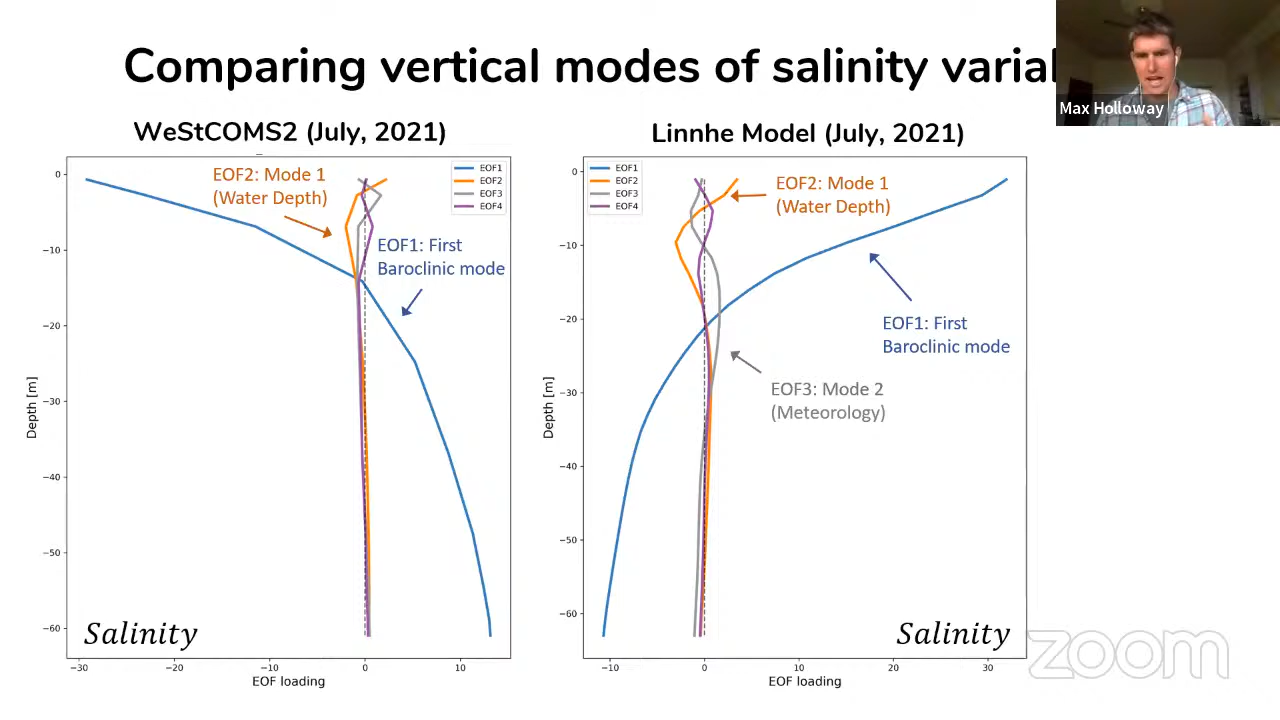 Comparing vertical modes of salinity
Max Holloway
WeStCOMS2 (July, 2021)
Linnhe Model (July, 2021)
EOF2: Mode 1
(Water Depth)
EOF1
EOF2
EOF3
EOF4
EOF1: First
Baroclinic mode
Depth [m]
0
−10
−20
−30
−40
−50
−60
Salinity
−30
−20
−10
0
10
EOF loading
EOF1
EOF2
EOF3
EOF4
EOF2: Mode 1
(Water Depth)
EOF1: First
Baroclinic mode
EOF3: Mode 2
(Meteorology)
Depth [m]
0
−10
−20
−30
−40
−50
−60
Salinity
−10
0
10
20
30
EOF loading
zoom